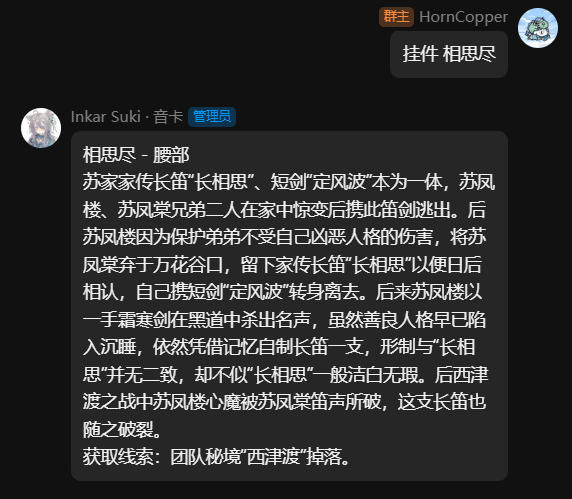 群主 HornCopper
挂件 相思尽
Inkar Suki · 音卡 管理员
相思尽 - 腰部
苏家家传长笛“长相思”、短剑“定风波”本为一体，苏凤
楼、苏凤棠兄弟二人在家中惊变后携此笛剑逃出。后
苏凤楼因为保护弟弟不受自己凶恶人格的伤害，将苏
凤棠弃于万花谷口，留下家传长笛“长相思”以便日后
相认，自己携短剑“定风波”转身离去。后来苏凤楼以
一手霜寒剑在黑道中杀出名声，虽然善良人格早已陷
入沉睡，依然凭借记忆自制长笛一支，形制与“长相
思”并无二致，却不似“长相思”一般洁白无瑕。后西津
渡之战中苏凤楼心魔被苏凤棠笛声所破，这支长笛也
随之破裂。
获取线索：团队秘境“西津渡”掉落。